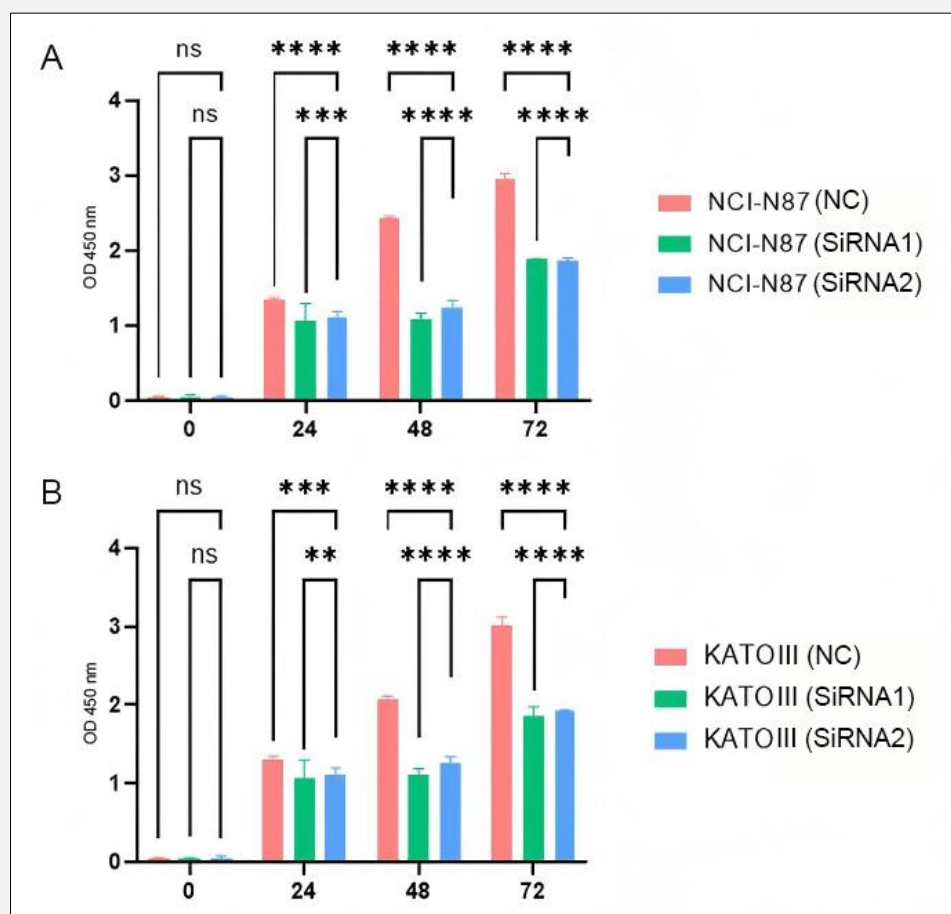 A
ns
****
****
****
ns
***
****
****
4
3
2
1
0
OD 450 nm
0
24
48
72
NCI-N87 (NC)
NCI-N87 (SiRNA1)
NCI-N87 (SiRNA2)
B
ns
***
****
****
ns
**
****
****
4
3
2
1
0
OD 450 nm
0
24
48
72
KATOIII (NC)
KATOIII (SiRNA1)
KATOIII (SiRNA2)